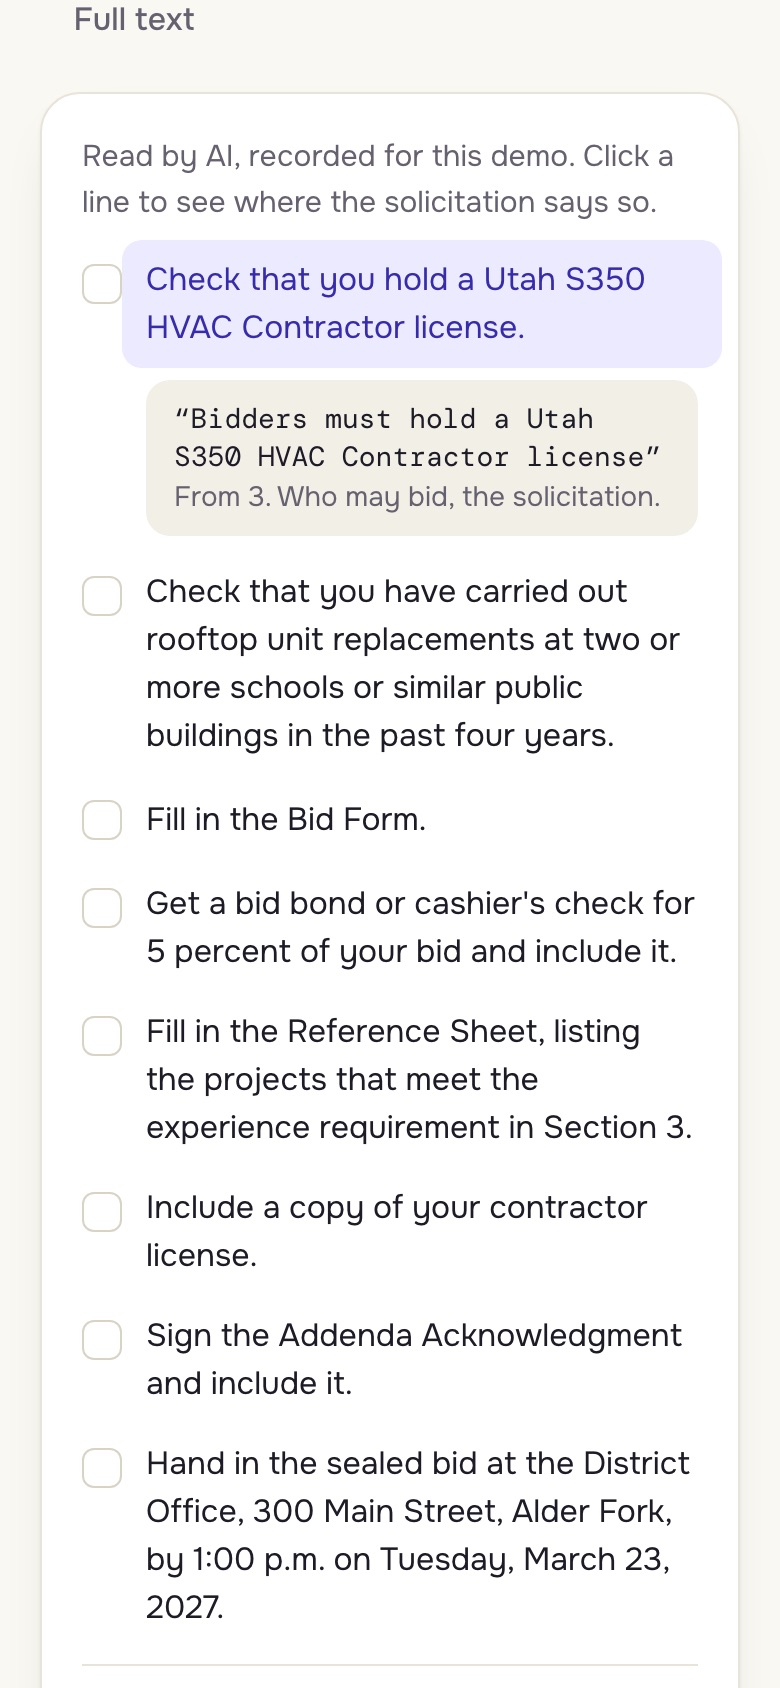 Full text
Read by AI, recorded for this demo. Click a
line to see where the solicitation says so.
Check that you hold a Utah S350
HVAC Contractor license.
“Bidders must hold a Utah
S350 HVAC Contractor license”
From 3. Who may bid, the solicitation.
Check that you have carried out
rooftop unit replacements at two or
more schools or similar public
buildings in the past four years.
Fill in the Bid Form.
Get a bid bond or cashier's check for
5 percent of your bid and include it.
Fill in the Reference Sheet, listing
the projects that meet the
experience requirement in Section 3.
Include a copy of your contractor
license.
Sign the Addenda Acknowledgment
and include it.
Hand in the sealed bid at the District
Office, 300 Main Street, Alder Fork,
by 1:00 p.m. on Tuesday, March 23,
2027.